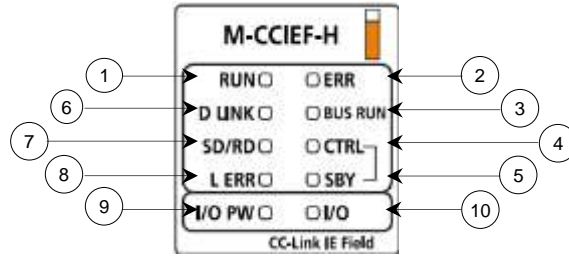 M-CCIEF-H
1 RUN ERR 2
6 D LINK BUS RUN 3
7 SD/RD CTRL 4
8 L ERR SBY 5
9 I/O PW I/O 10
CC-Link IE Field